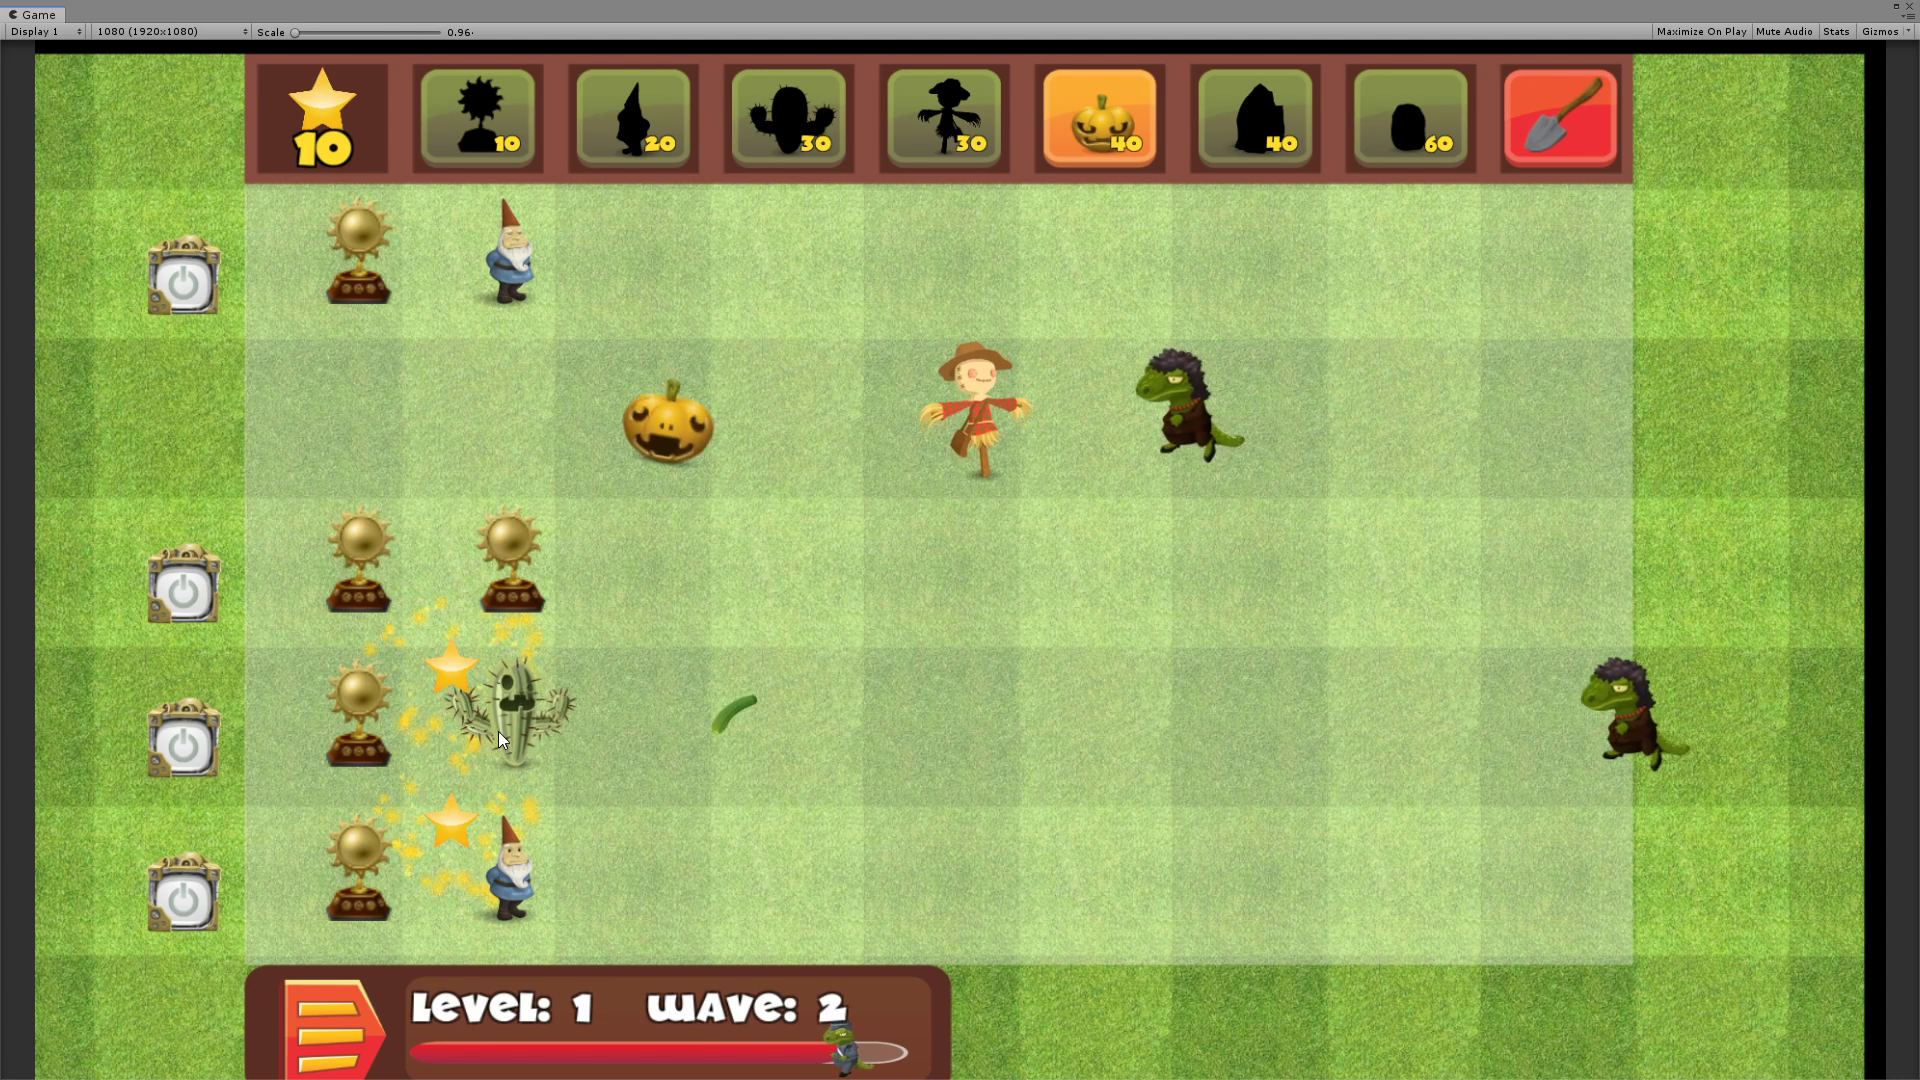 Game
Display 1
1080 (1920x1080)
Scale
0.96
Maximize On Play
Mute Audio
Stats
Gizmos
10
10
20
30
30
40
40
60
Level: 1 wave: 2